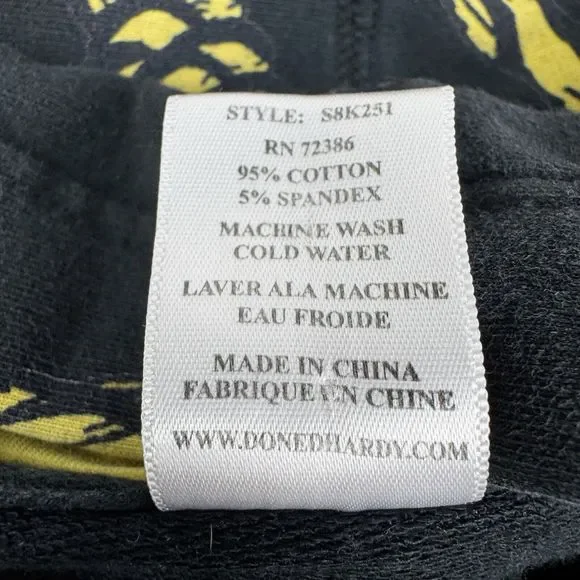 STYLE: S8K251
RN 72386
95% COTTON
5% SPANDEX
MACHINE WASH
COLD WATER
LAVER ALA MACHINE
EAU FROIDE
MADE IN CHINA
FABRIQUE EN CHINE
WWW.DONEDHARDY.COM